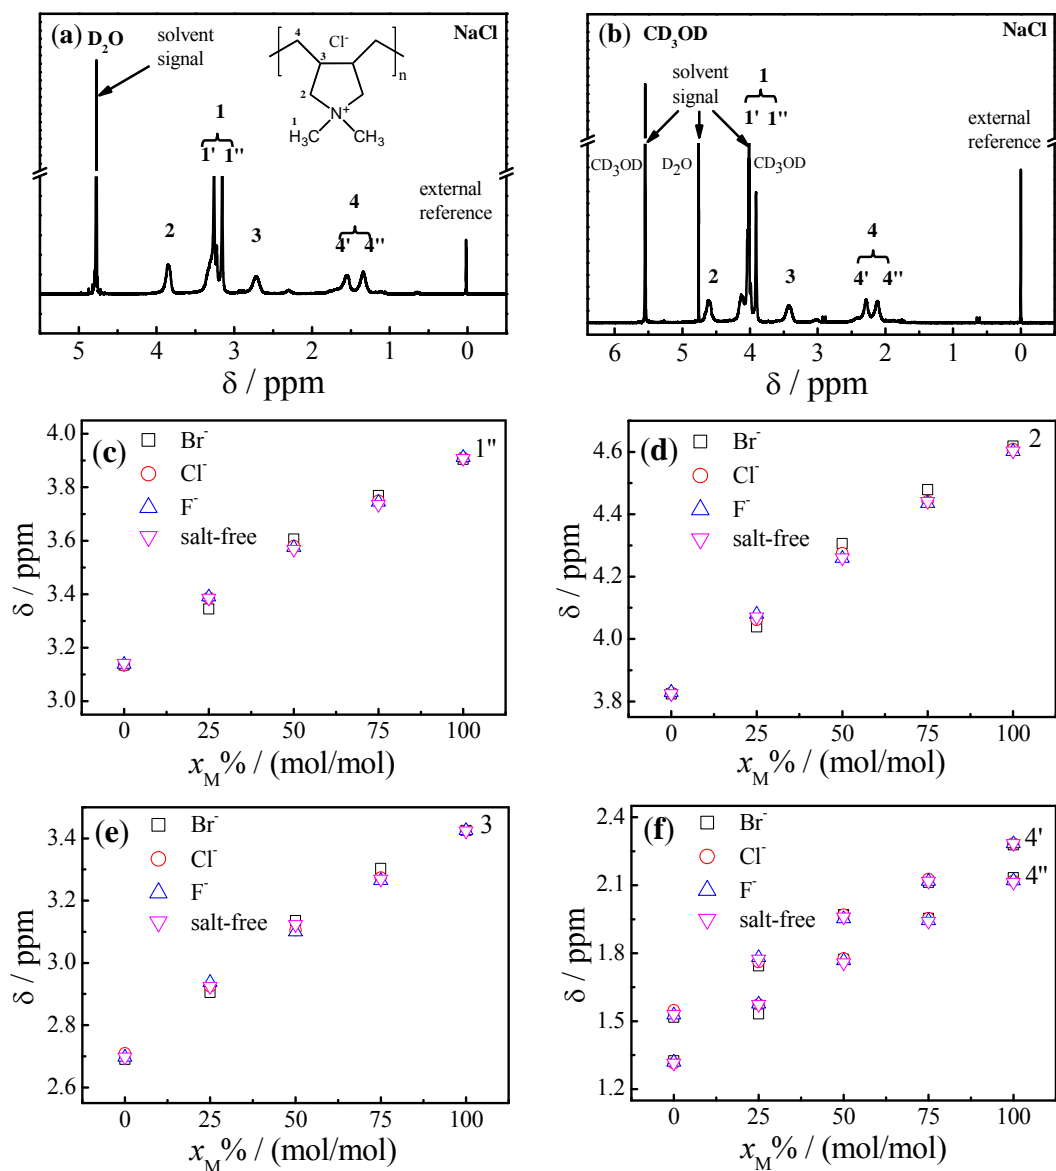 (a) D₂O
solvent
signal
4
Cl⁻
3
n
2
N⁺
1
H₃C
CH₃
NaCl
1
1' 1''
2
3
4
4' 4''
external
reference
5 4 3 2 1 0
δ / ppm
(b) CD₃OD
solvent
signal
1
1' 1''
NaCl
external
reference
CD₃OD
D₂O
CD₃OD
2
3
4
4' 4''
6 5 4 3 2 1 0
δ / ppm
(c)
Br⁻
Cl⁻
F⁻
salt-free
1''
4.0
3.8
3.6
3.4
3.2
3.0
δ / ppm
0 25 50 75 100
x_M% / (mol/mol)
(d)
Br⁻
Cl⁻
F⁻
salt-free
2
4.6
4.4
4.2
4.0
3.8
δ / ppm
0 25 50 75 100
x_M% / (mol/mol)
(e)
Br⁻
Cl⁻
F⁻
salt-free
3
3.4
3.2
3.0
2.8
2.6
δ / ppm
0 25 50 75 100
x_M% / (mol/mol)
(f)
Br⁻
Cl⁻
F⁻
salt-free
4'
4''
2.4
2.1
1.8
1.5
1.2
δ / ppm
0 25 50 75 100
x_M% / (mol/mol)